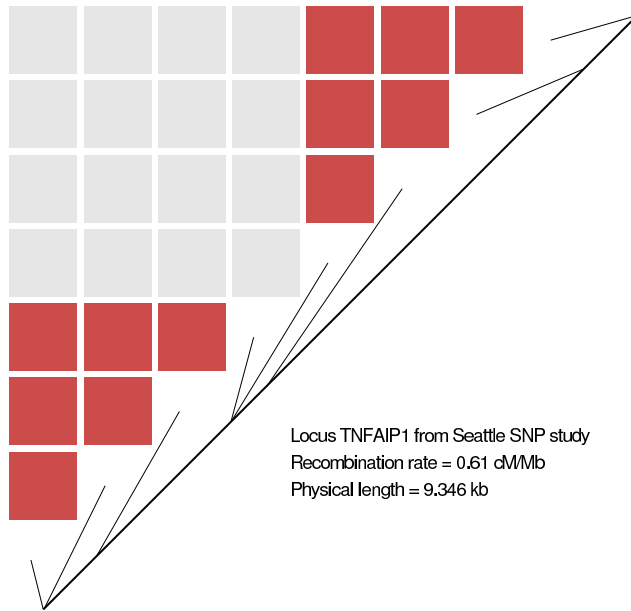 Locus TNFAIP1 from Seattle SNP study
Recombination rate = 0.61 cM/Mb
Physical length = 9.346 kb